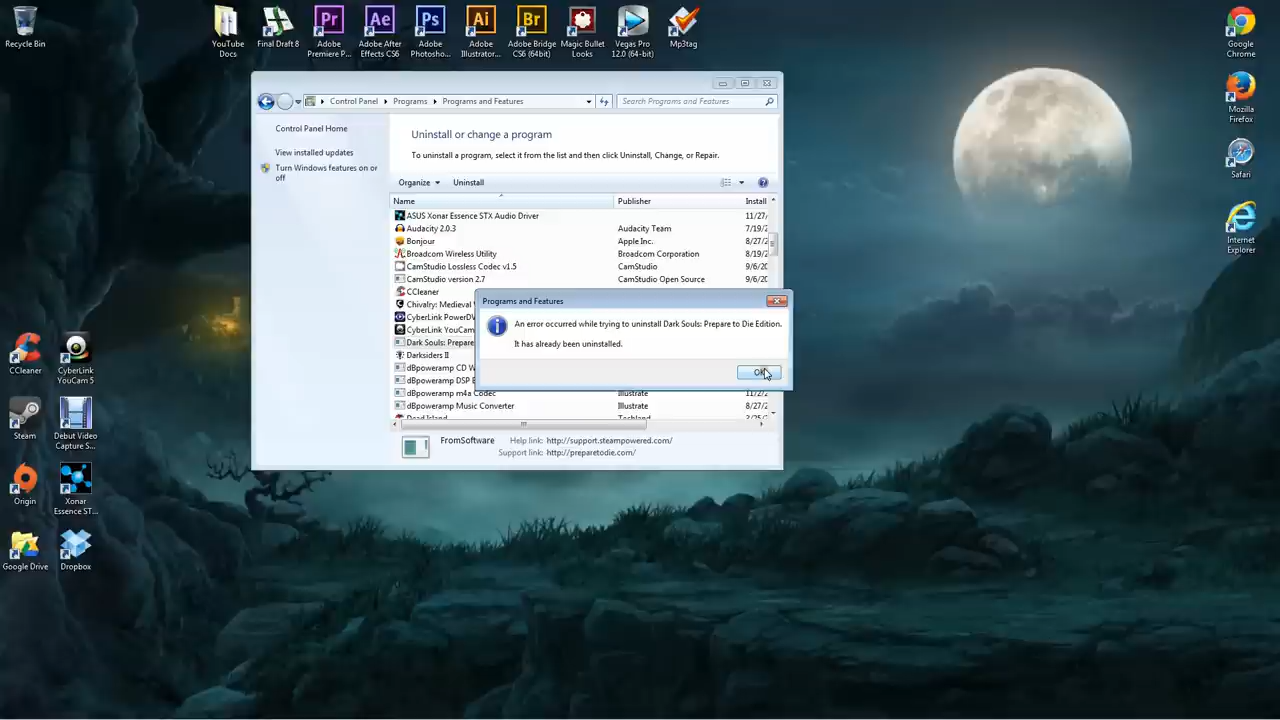 Recycle Bin
YouTube Docs
Final Draft 8
Adobe Premiere P...
Adobe After Effects CS6
Adobe Photosho...
Adobe Illustrator...
Adobe Bridge CS6 (64bit)
Magic Bullet Looks
Vegas Pro 12.0 (64-bit)
Mp3tag
Google Chrome
Mozilla Firefox
Safari
Internet Explorer
CCleaner
CyberLink YouCam 5
Steam
Debut Video Capture S...
Origin
Xonar Essence ST...
Google Drive
Dropbox
Control Panel
Programs
Programs and Features
Search Programs and Features
Control Panel Home
View installed updates
Turn Windows features on or off
Uninstall or change a program
To uninstall a program, select it from the list and then click Uninstall, Change, or Repair.
Organize
Uninstall
Name Publisher Install
ASUS Xonar Essence STX Audio Driver 11/27/
Audacity 2.0.3 Audacity Team 7/19/2
Bonjour Apple Inc. 8/27/2
Broadcom Wireless Utility Broadcom Corporation 8/19/2
CamStudio Lossless Codec v1.5 CamStudio 9/6/20
CamStudio version 2.7 CamStudio Open Source 9/6/20
CCleaner
Chivalry: Medieval
CyberLink PowerDV
CyberLink YouCam
Dark Souls: Prepare
Darksiders II
dBpoweramp CD W
dBpoweramp DSP E
dBpoweramp m4a Codec Illustrate
dBpoweramp Music Converter Illustrate 8/27/2
Dead Island Techland
Programs and Features
An error occurred while trying to uninstall Dark Souls: Prepare to Die Edition.
It has already been uninstalled.
OK
FromSoftware
Help link: http://support.steampowered.com/
Support link: http://preparetodie.com/